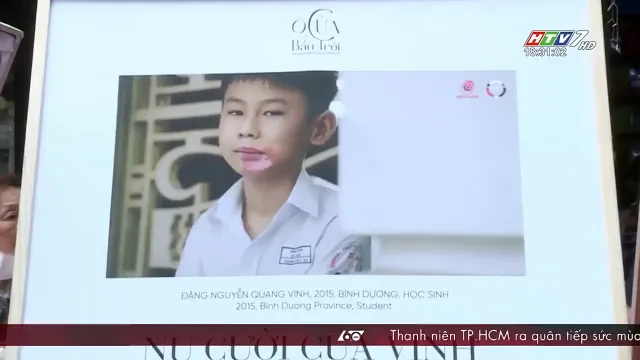 Ô CỬA
Bầu Trời
HTV7 HD
18:31:02
ĐẶNG NGUYỄN QUANG VINH, 2015, BÌNH DƯƠNG, HỌC SINH
2015, Binh Duong Province, Student
NỤ CƯỜI CỦA VINH
Thanh niên TP.HCM ra quân tiếp sức mùa